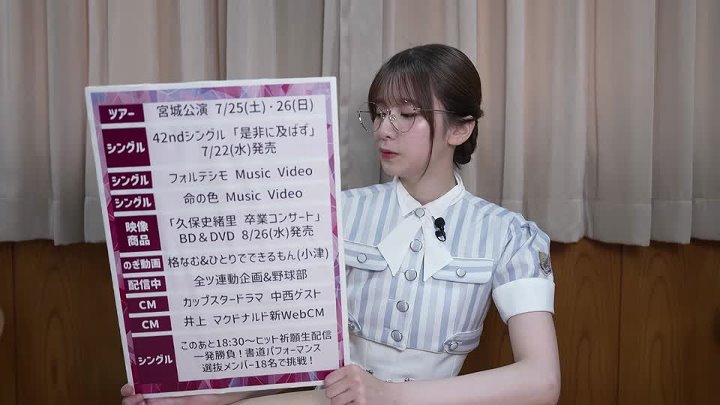 ツアー 宮城公演 7/25(土)・26(日)
シングル 42ndシングル「是非に及ばず」
7/22(水)発売
シングル フォルテシモ Music Video
シングル 命の色 Music Video
映像商品 「久保史緒里 卒業コンサート」
BD&DVD 8/26(水)発売
のぎ動画 格なむ&ひとりでできるもん(小津)
配信中 全ツ連動企画&野球部
CM カップスタードラマ 中西ゲスト
CM 井上 マクドナルド新WebCM
シングル このあと18:30〜ヒット祈願生配信
一発勝負!書道パフォーマンス
選抜メンバー18名で挑戦!